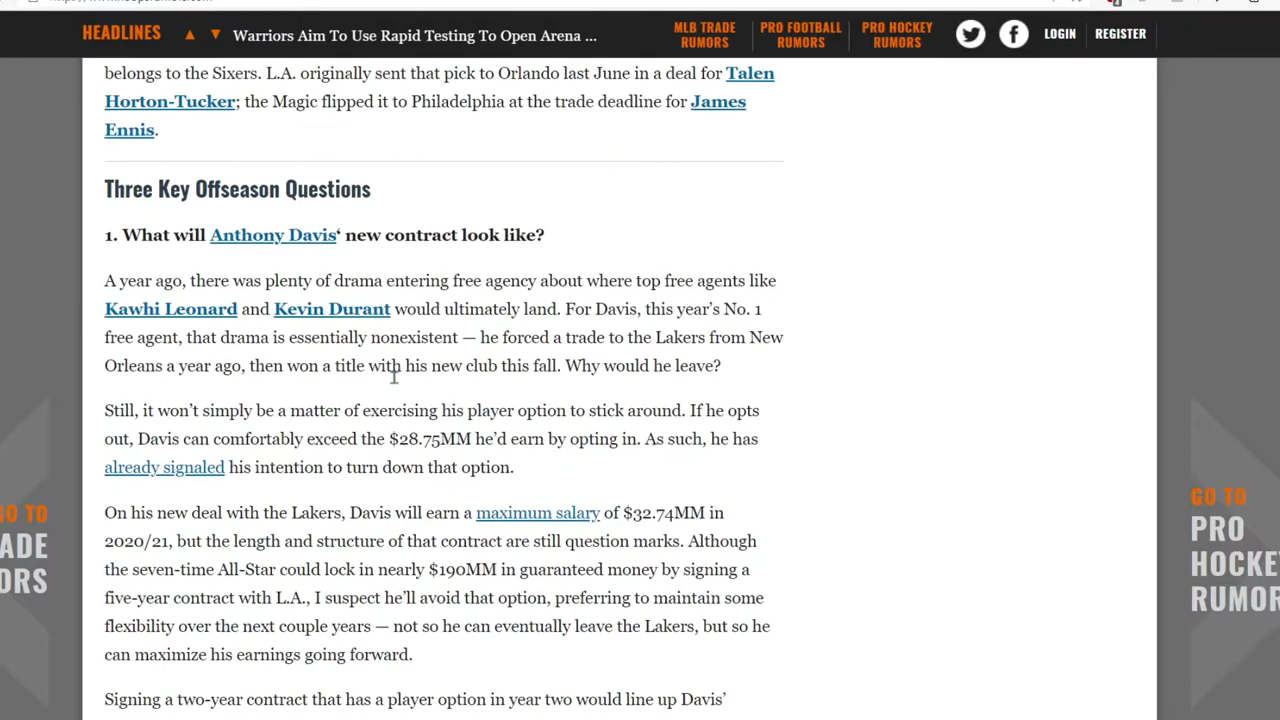 HEADLINES
Warriors Aim To Use Rapid Testing To Open Arena ...
MLB TRADE
RUMORS
PRO FOOTBALL
RUMORS
PRO HOCKEY
RUMORS
LOGIN
REGISTER
belongs to the Sixers. L.A. originally sent that pick to Orlando last June in a deal for Talen
Horton-Tucker; the Magic flipped it to Philadelphia at the trade deadline for James
Ennis.
Three Key Offseason Questions
1. What will Anthony Davis‘ new contract look like?
A year ago, there was plenty of drama entering free agency about where top free agents like
Kawhi Leonard and Kevin Durant would ultimately land. For Davis, this year’s No. 1
free agent, that drama is essentially nonexistent — he forced a trade to the Lakers from New
Orleans a year ago, then won a title with his new club this fall. Why would he leave?
Still, it won’t simply be a matter of exercising his player option to stick around. If he opts
out, Davis can comfortably exceed the $28.75MM he’d earn by opting in. As such, he has
already signaled his intention to turn down that option.
On his new deal with the Lakers, Davis will earn a maximum salary of $32.74MM in
2020/21, but the length and structure of that contract are still question marks. Although
the seven-time All-Star could lock in nearly $190MM in guaranteed money by signing a
five-year contract with L.A., I suspect he’ll avoid that option, preferring to maintain some
flexibility over the next couple years — not so he can eventually leave the Lakers, but so he
can maximize his earnings going forward.
Signing a two-year contract that has a player option in year two would line up Davis’
GO TO
ADE
ORS
GO TO
PRO
HOCKE
RUMOR